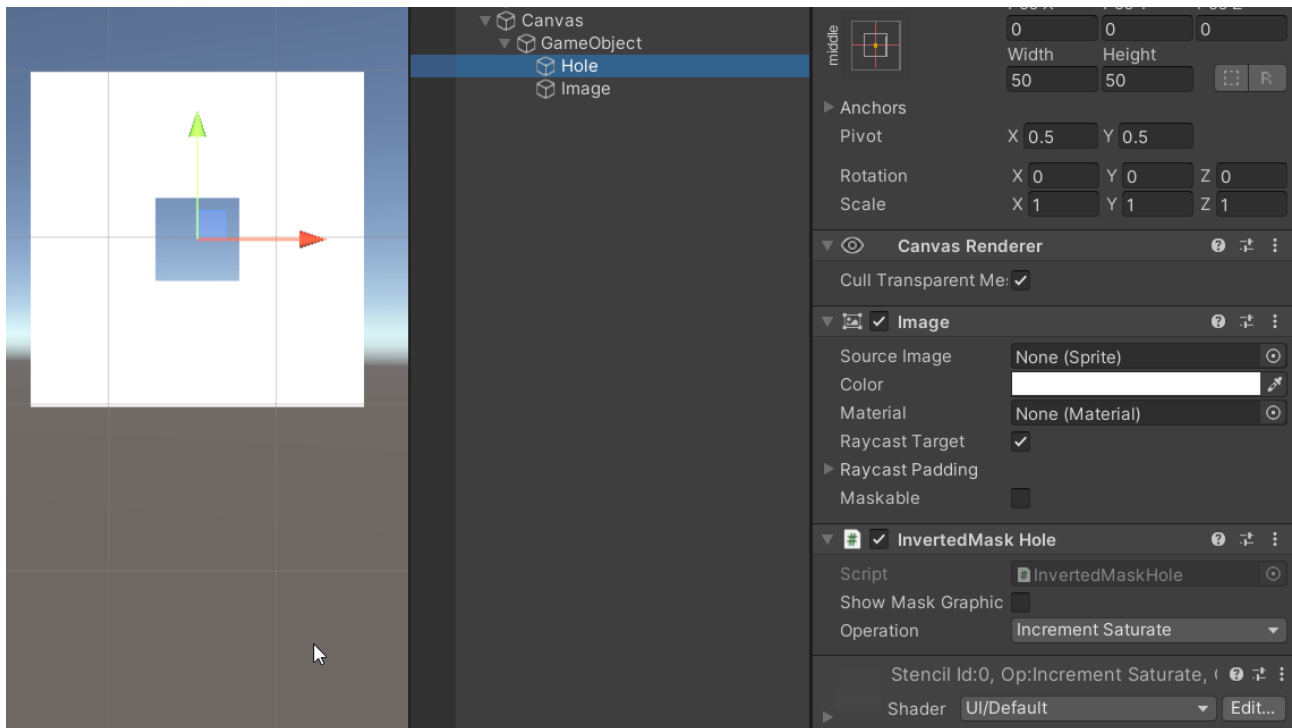 Canvas
GameObject
Hole
Image
middle
0 0 0
Width Height
50 50 R
Anchors
Pivot X 0.5 Y 0.5
Rotation X 0 Y 0 Z 0
Scale X 1 Y 1 Z 1
Canvas Renderer
Cull Transparent Me
Image
Source Image None (Sprite)
Color
Material None (Material)
Raycast Target
Raycast Padding
Maskable
# InvertedMask Hole
Script InvertedMaskHole
Show Mask Graphic
Operation Increment Saturate
Stencil Id:0, Op:Increment Saturate, (
Shader UI/Default Edit...